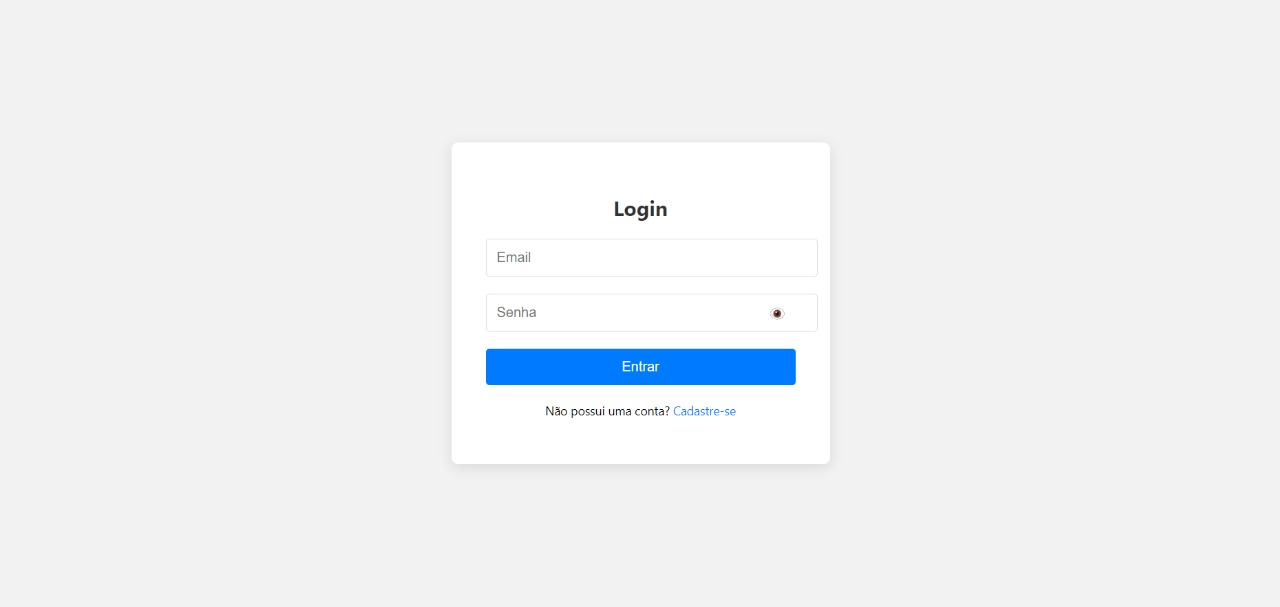 Login
Email
Senha
Entrar
Não possui uma conta? Cadastre-se